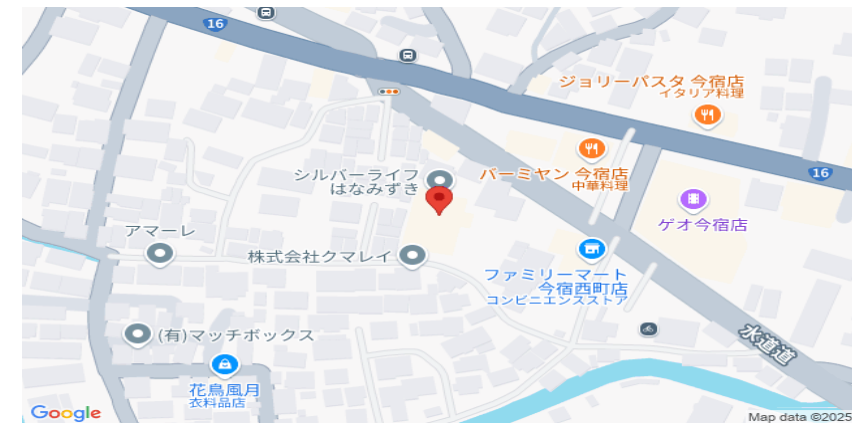 16
ジョリーパスタ 今宿店
イタリア料理
シルバーライフ
はなみずき
バーミヤン 今宿店
中華料理
16
ゲオ今宿店
アマーレ
株式会社クマレイ
ファミリーマート
今宿西町店
コンビニエンスストア
(有)マッチボックス
水道道
花鳥風月
衣料品店
Google
Map data ©2025